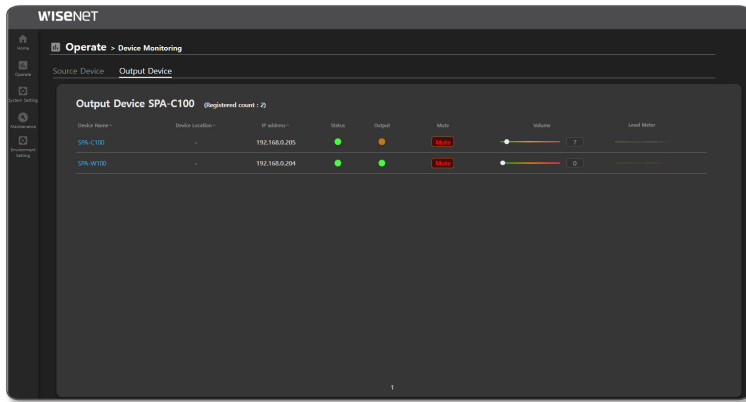 WISENET
Home
Operate > Device Monitoring
Operate
Source Device Output Device
System Setting
Output Device SPA-C100 (Registered count : 2)
Maintenance
Device Name Device Location IP address Status Output Mute Volume Level Meter
Environment
Setting
SPA-C100 - 192.168.0.205 Mute 7
SPA-W100 - 192.168.0.204 Mute 0
1